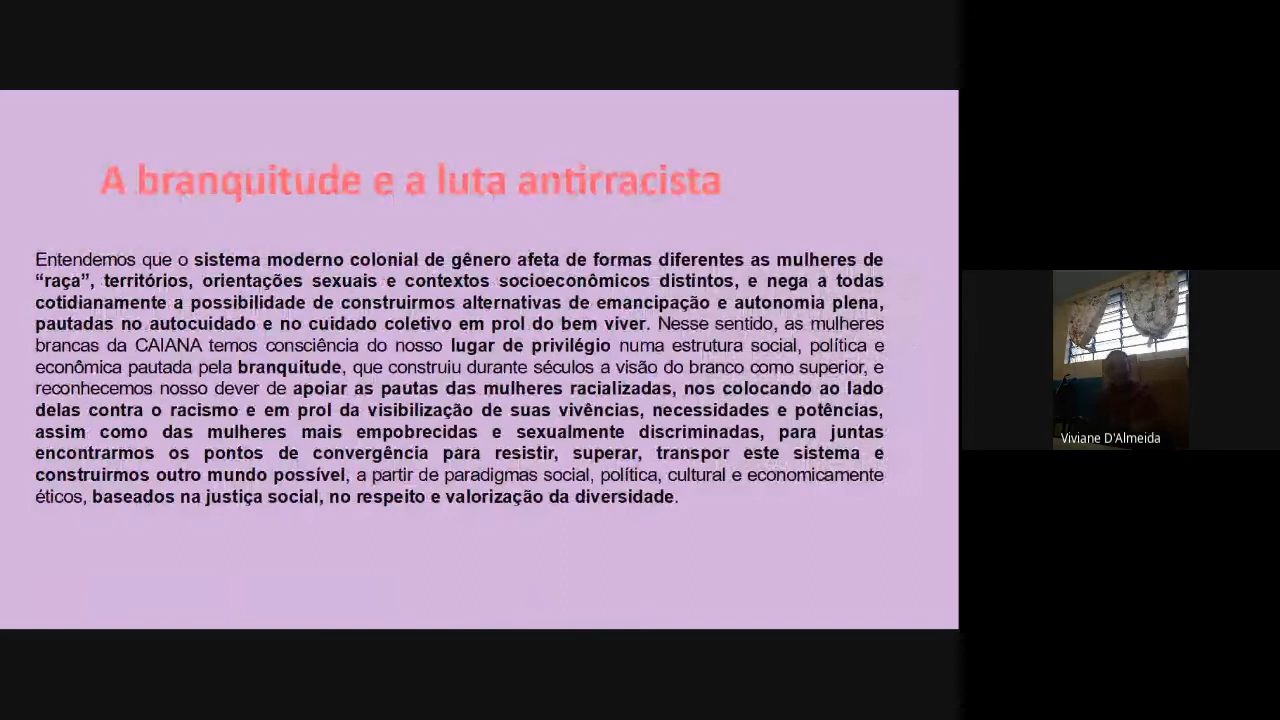 A branquitude e a luta antirracista
Entendemos que o sistema moderno colonial de gênero afeta de formas diferentes as mulheres de
“raça”, territórios, orientações sexuais e contextos socioeconômicos distintos, e nega a todas
cotidianamente a possibilidade de construirmos alternativas de emancipação e autonomia plena,
pautadas no autocuidado e no cuidado coletivo em prol do bem viver. Nesse sentido, as mulheres
brancas da CAIANA temos consciência do nosso lugar de privilégio numa estrutura social, política e
econômica pautada pela branquitude, que construiu durante séculos a visão do branco como superior, e
reconhecemos nosso dever de apoiar as pautas das mulheres racializadas, nos colocando ao lado
delas contra o racismo e em prol da visibilização de suas vivências, necessidades e potências,
assim como das mulheres mais empobrecidas e sexualmente discriminadas, para juntas
encontrarmos os pontos de convergência para resistir, superar, transpor este sistema e
construirmos outro mundo possível, a partir de paradigmas social, política, cultural e economicamente
éticos, baseados na justiça social, no respeito e valorização da diversidade.
Viviane D'Almeida